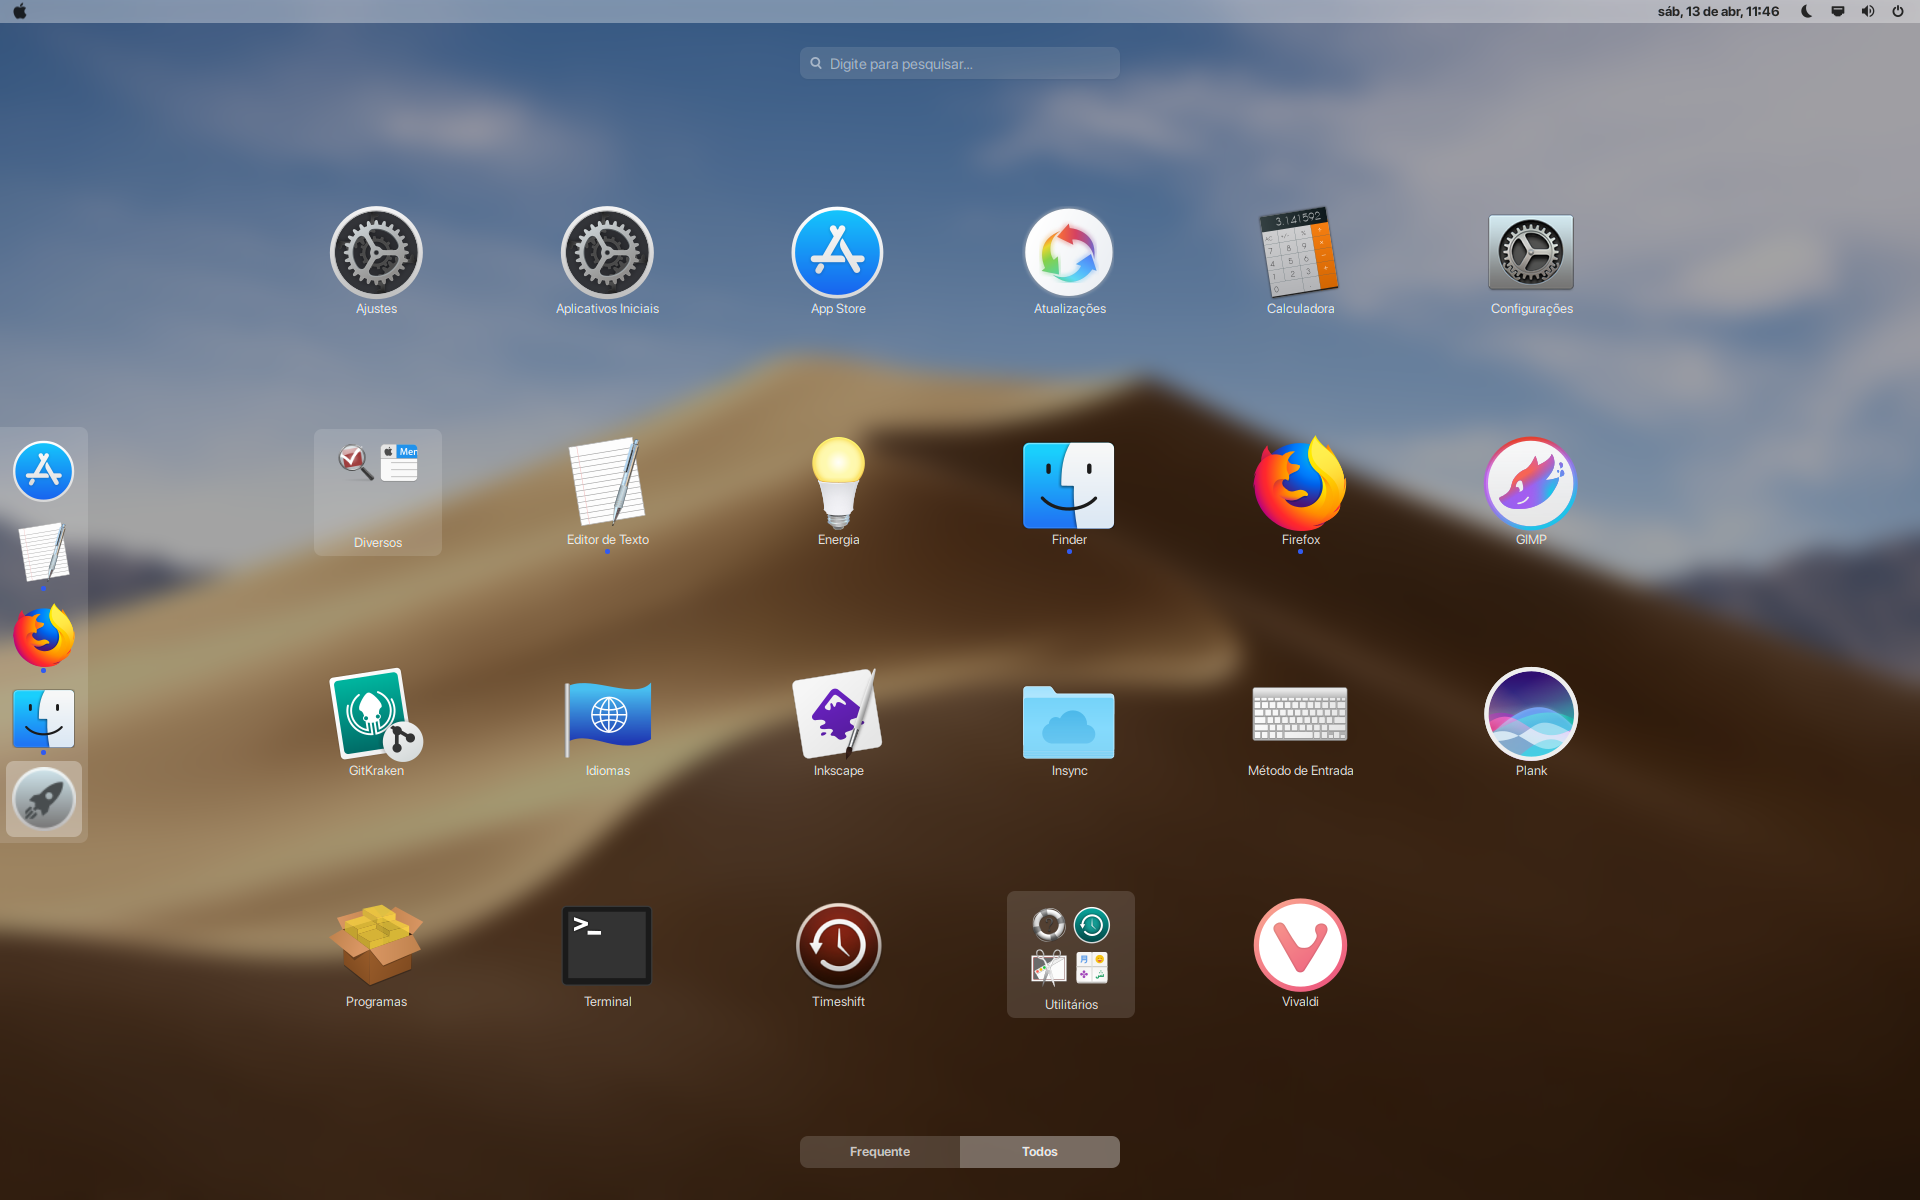 sáb, 13 de abr, 11:46
Digite para pesquisar...
3.141592
Ajustes
Aplicativos Iniciais
App Store
Atualizações
Calculadora
Configurações
Men
Diversos
Editor de Texto
Energia
Finder
Firefox
GIMP
GitKraken
Idiomas
Inkscape
Insync
Método de Entrada
Plank
>_
Programas
Terminal
Timeshift
Utilitários
Vivaldi
Frequente
Todos